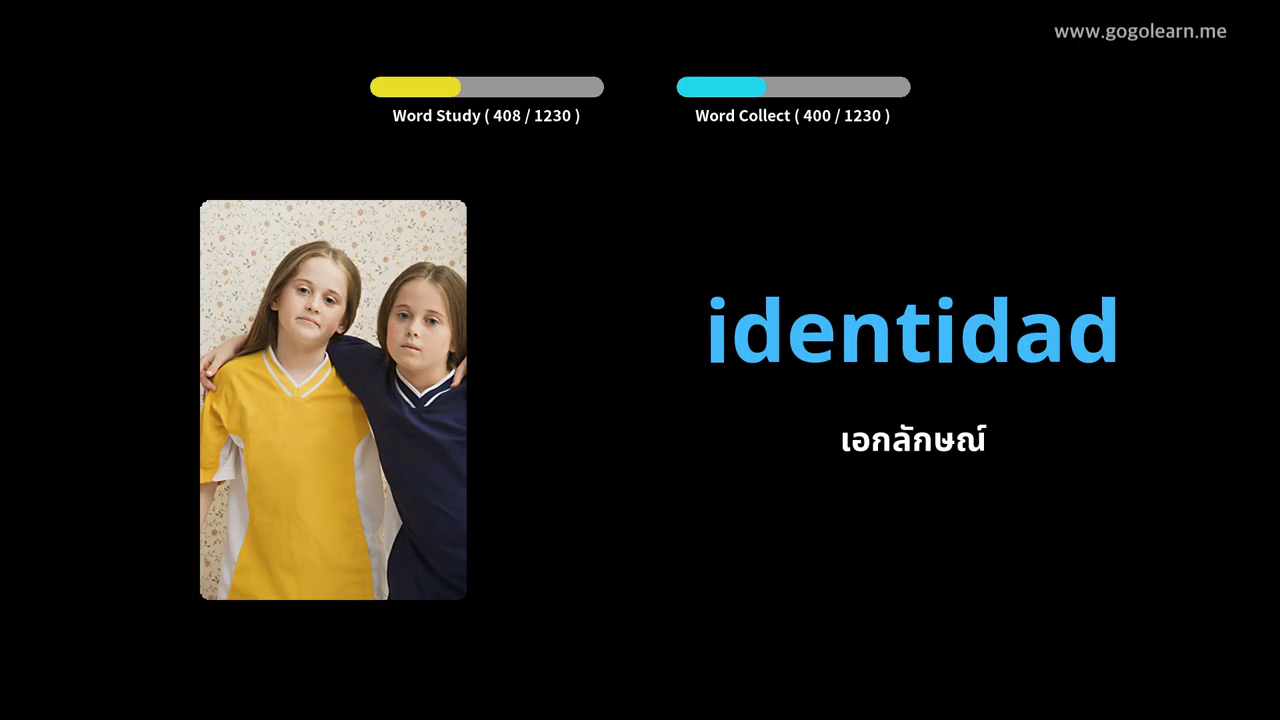 www.gogolearn.me
Word Study ( 408 / 1230 )
Word Collect ( 400 / 1230 )
identidad
เอกลักษณ์